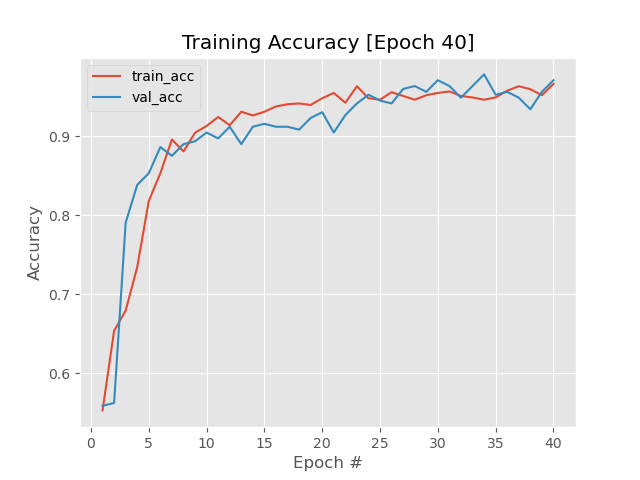 Training Accuracy [Epoch 40]
train_acc
val_acc
Accuracy
0.9
0.8
0.7
0.6
0 5 10 15 20 25 30 35 40
Epoch #